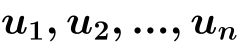 u₁, u₂, ..., uₙ